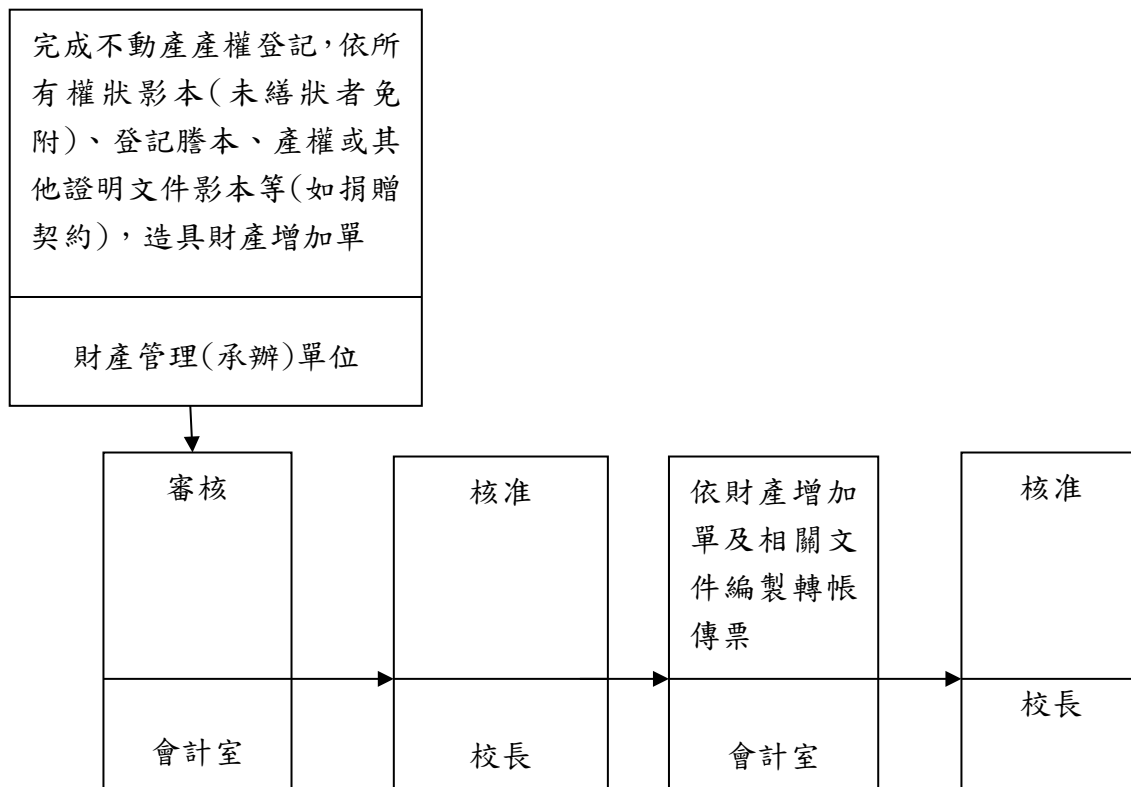 完成不動產產權登記，依所
有權狀影本(未繕狀者免
附)、登記謄本、產權或其
他證明文件影本等(如捐贈
契約)，造具財產增加單
財產管理(承辦)單位
審核
會計室
核准
校長
依財產增加
單及相關文
件編製轉帳
傳票
會計室
核准
校長